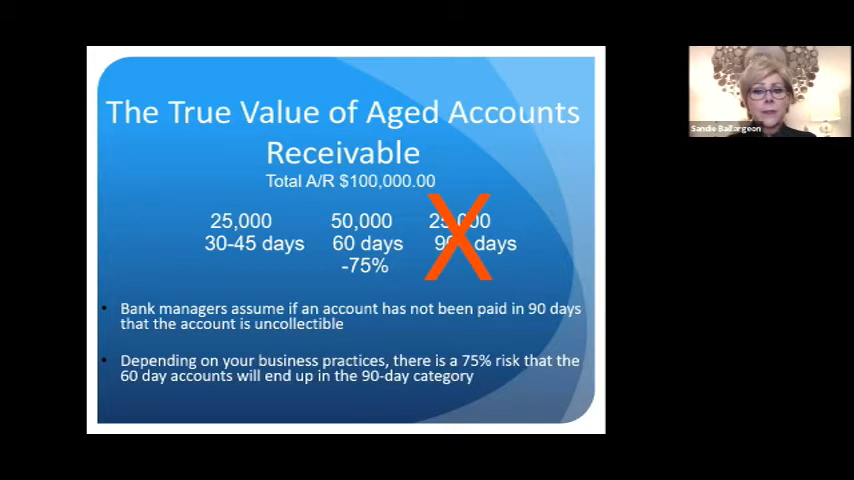 The True Value of Aged Accounts
Receivable
Total A/R $100,000.00
25,000 50,000 25,000
30-45 days 60 days 90 days
-75%
• Bank managers assume if an account has not been paid in 90 days
that the account is uncollectible
• Depending on your business practices, there is a 75% risk that the
60 day accounts will end up in the 90-day category
Sandie Baillargeon